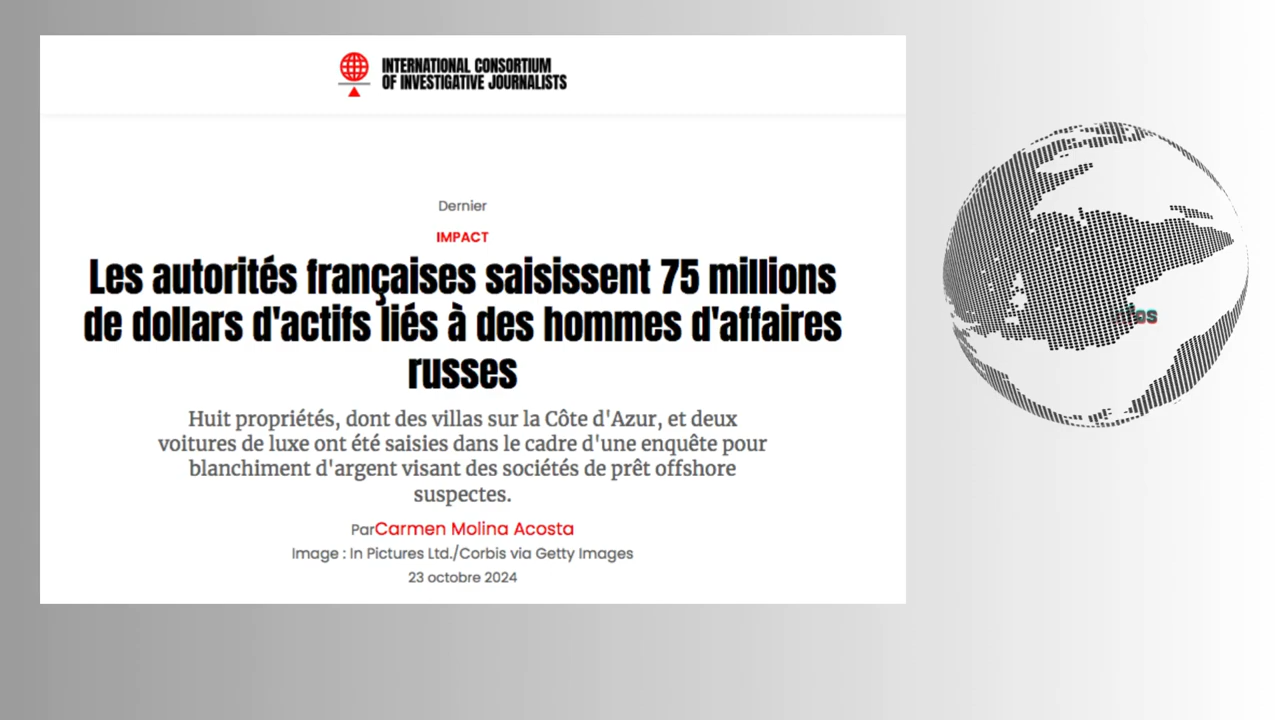 INTERNATIONAL CONSORTIUM
OF INVESTIGATIVE JOURNALISTS
Dernier
IMPACT
Les autorités françaises saisissent 75 millions
de dollars d'actifs liés à des hommes d'affaires
russes
Huit propriétés, dont des villas sur la Côte d'Azur, et deux
voitures de luxe ont été saisies dans le cadre d'une enquête pour
blanchiment d'argent visant des sociétés de prêt offshore
suspectes.
ParCarmen Molina Acosta
Image : In Pictures Ltd./Corbis via Getty Images
23 octobre 2024